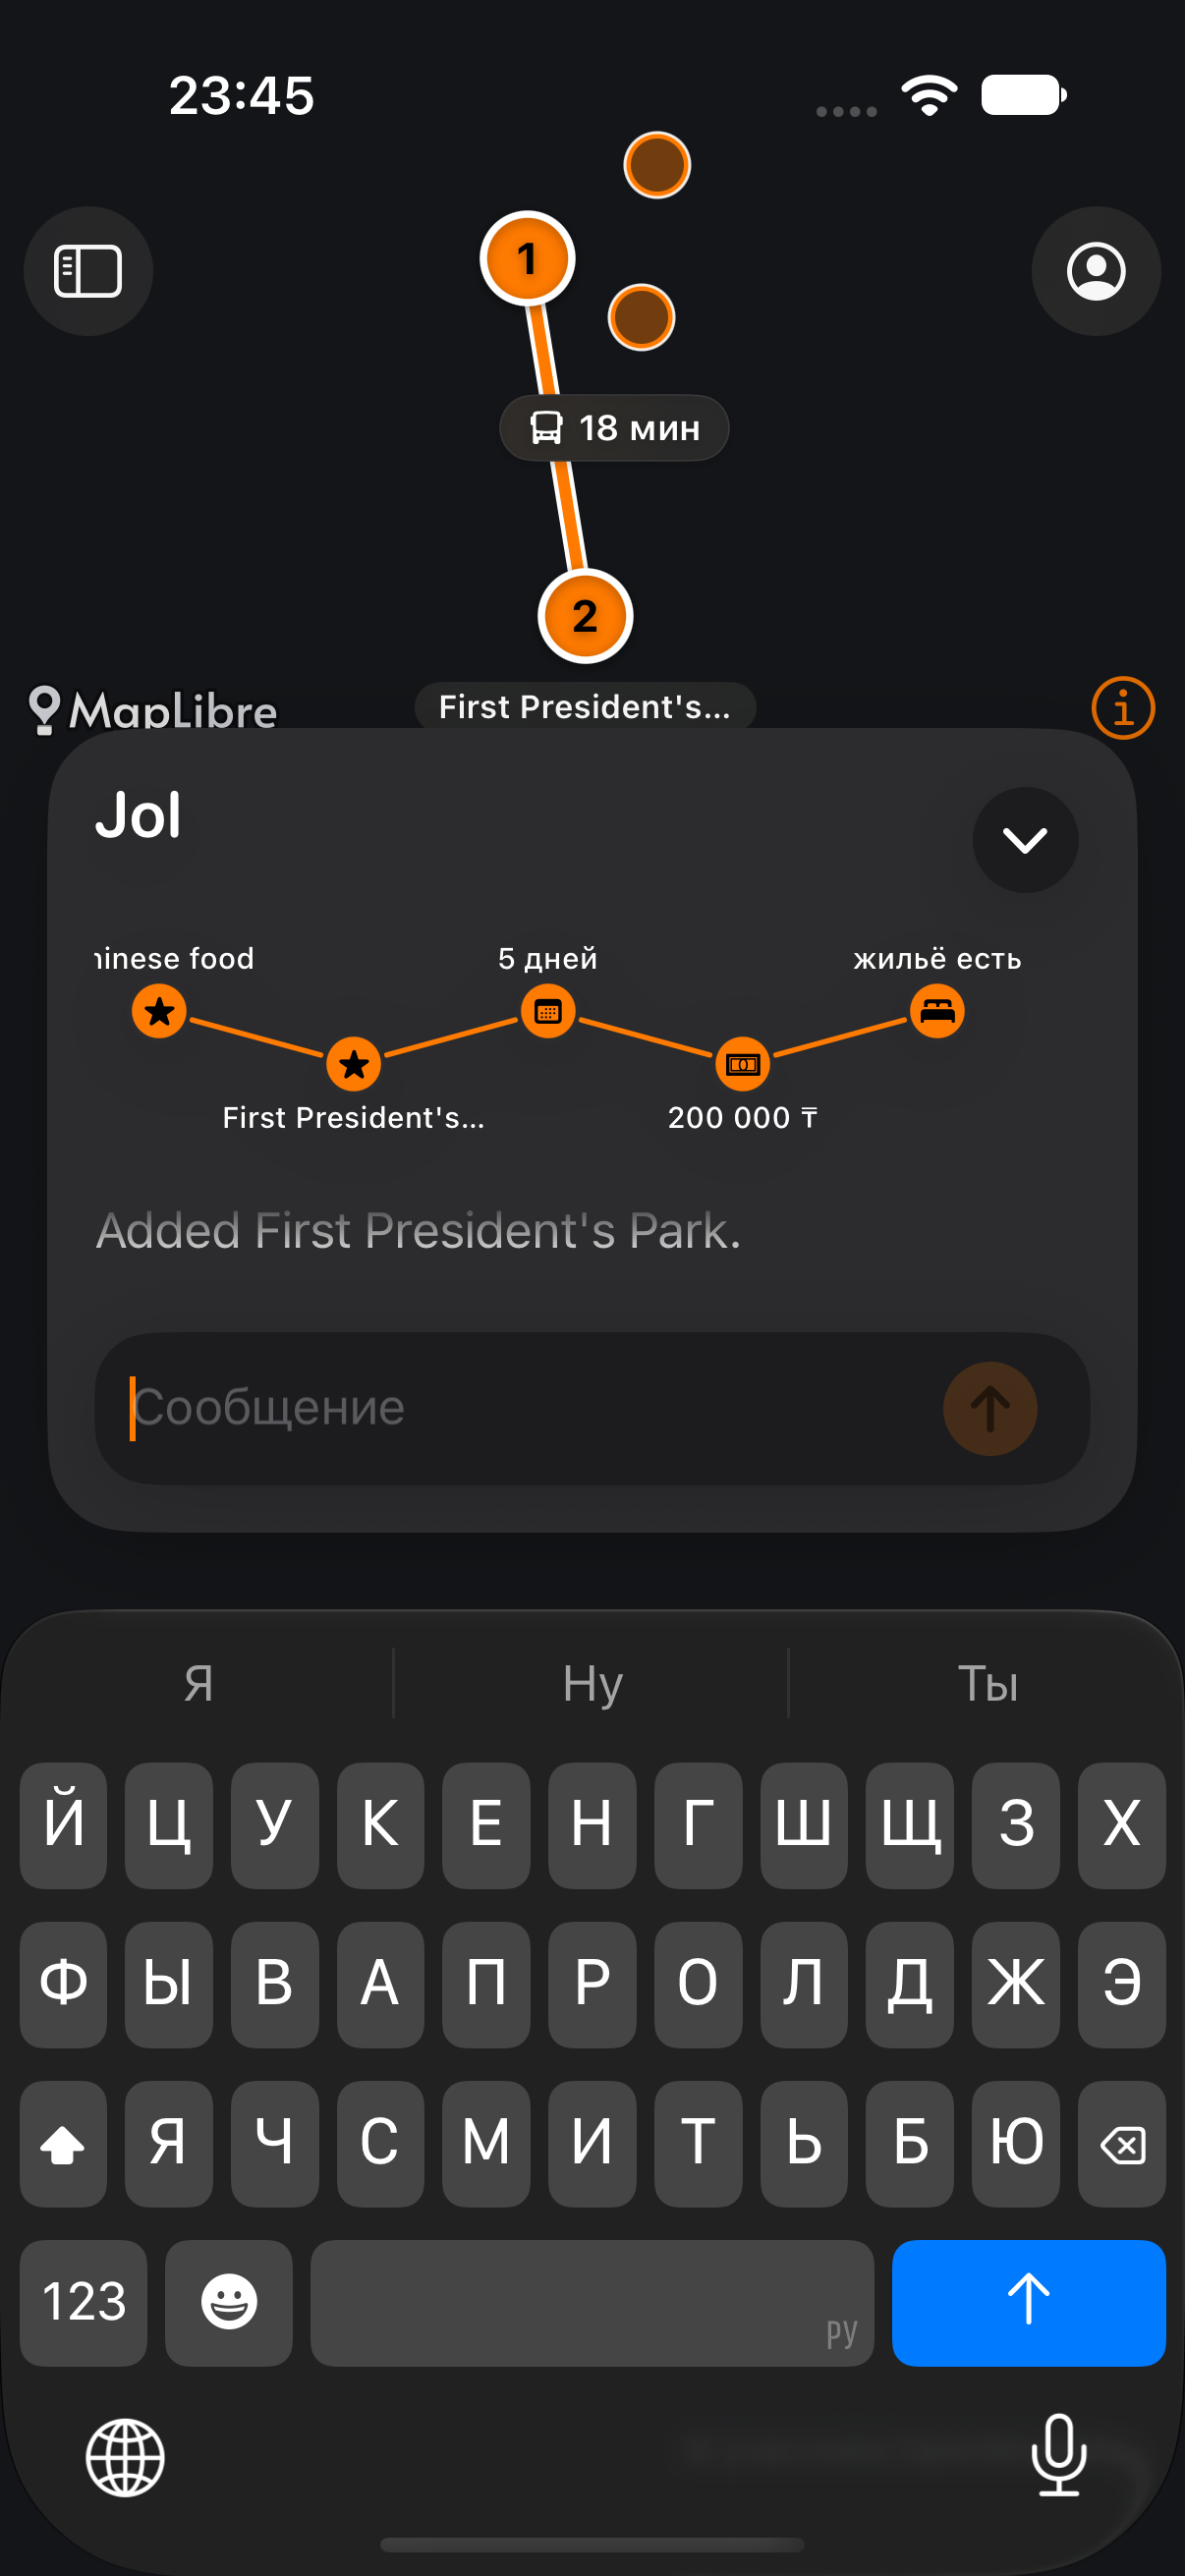 23:45
1
18 мин
2
MapLibre
First President's...
Jol
inese food
5 дней
жильё есть
First President's...
200 000 ₸
Added First President's Park.
Сообщение
Я Ну Ты
Й Ц У К Е Н Г Ш Щ З Х
Ф Ы В А П Р О Л Д Ж Э
Я Ч С М И Т Ь Б Ю
123
РУ